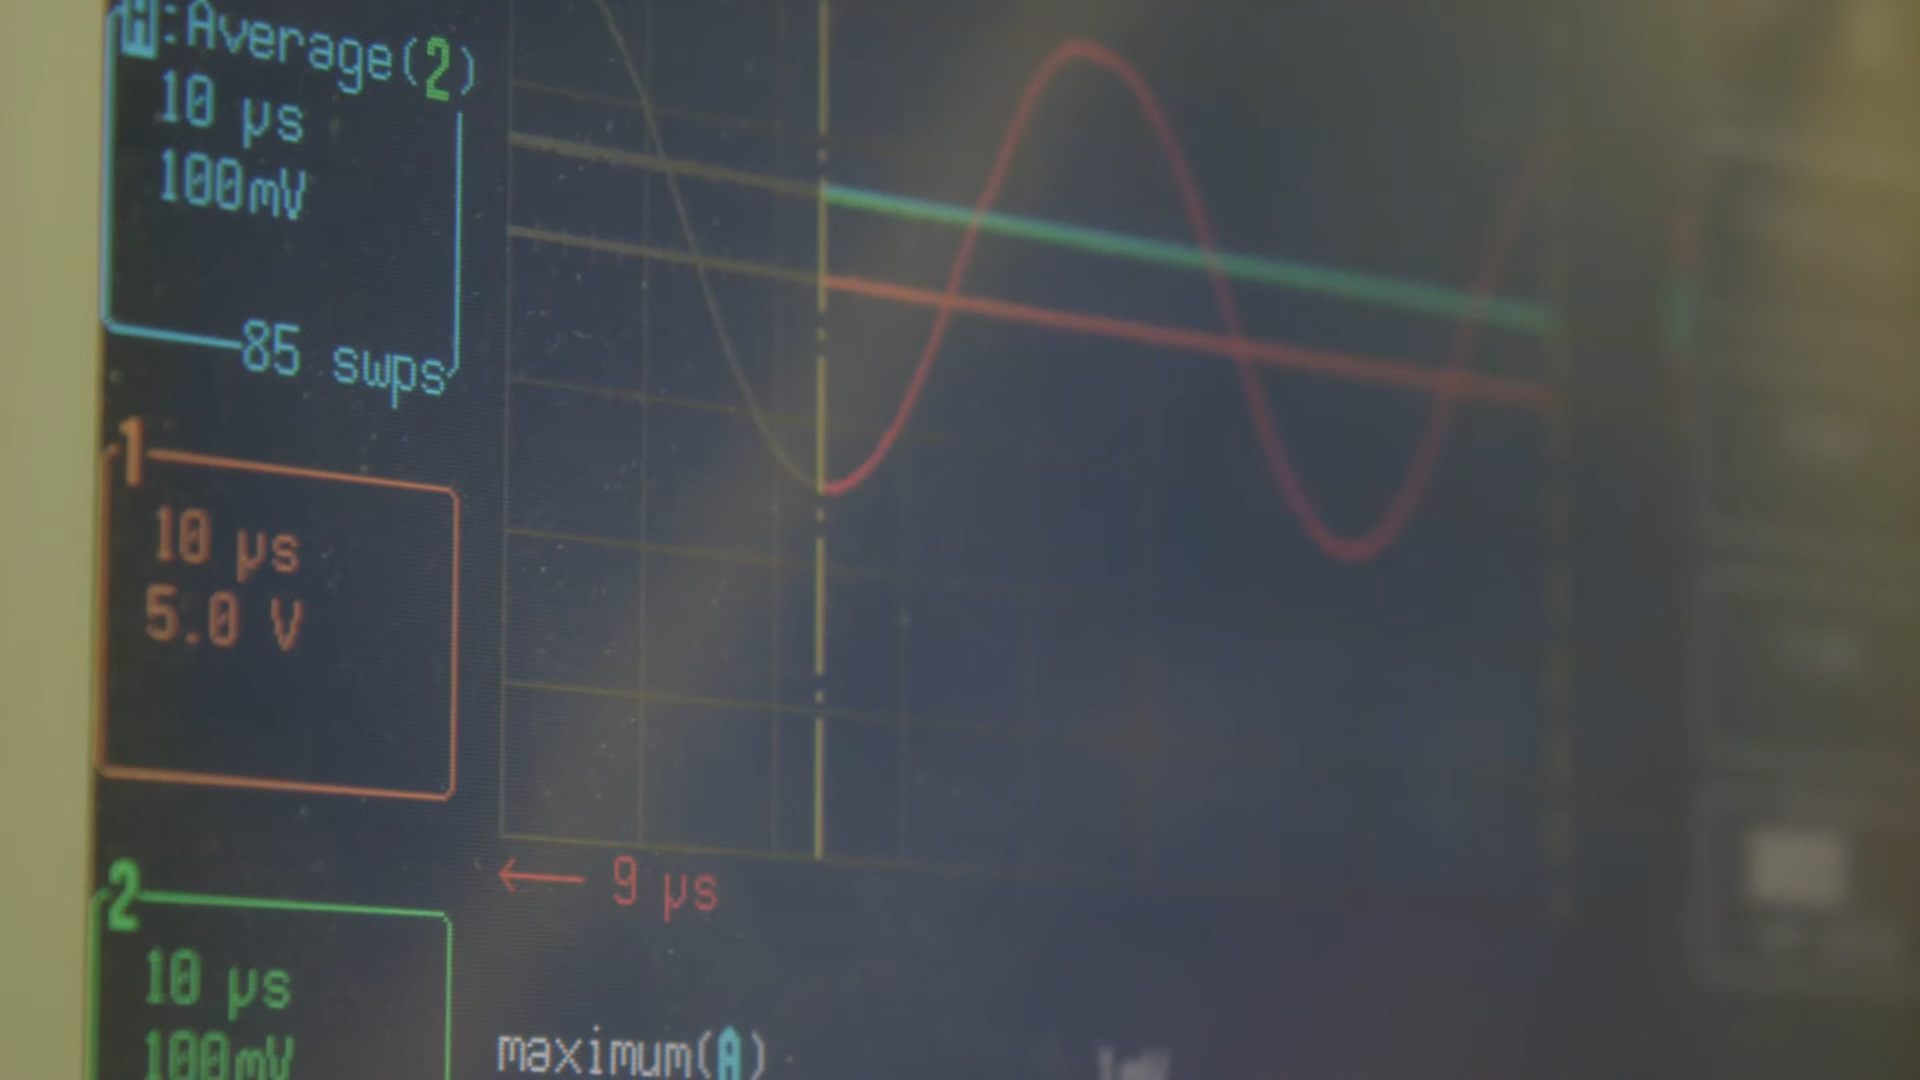 A:Average(2)
10 µs
100mV
85 swps
1
10 µs
5.0 V
2
10 µs
100mV
← 9 µs
maximum(A)